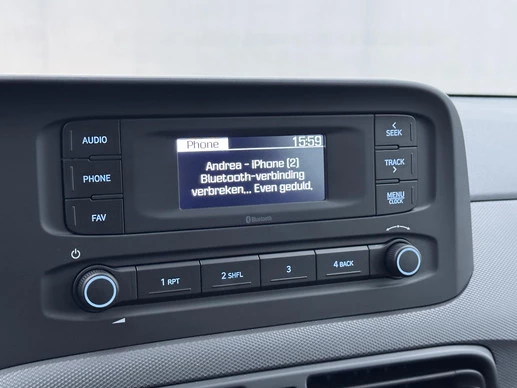 Phone 15:59
Andrea - iPhone (2)
Bluetooth-verbinding
verbreken... Even geduld.
AUDIO
PHONE
FAV
SEEK
TRACK
MENU
CLOCK
Bluetooth
1 RPT
2 SHFL
3
4 BACK